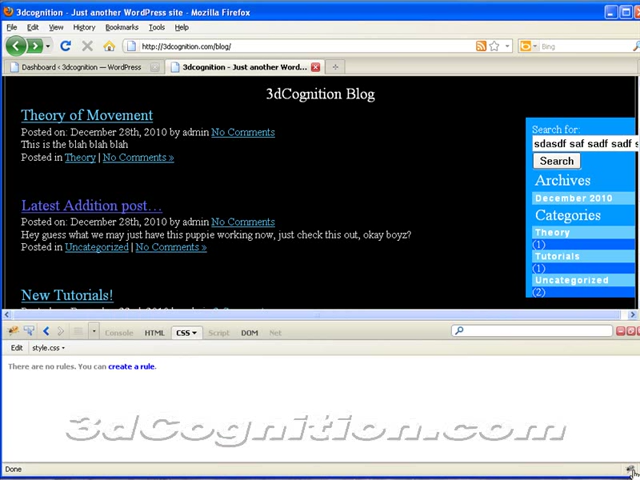 3dcognition - Just another WordPress site - Mozilla Firefox
File Edit View History Bookmarks Tools Help
http://3dcognition.com/blog/
Bing
Dashboard ‹ 3dcognition — WordPress
3dcognition - Just another Word...
3dCognition Blog
Theory of Movement
Posted on: December 28th, 2010 by admin No Comments
This is the blah blah blah
Posted in Theory | No Comments »
Latest Addition post…
Posted on: December 28th, 2010 by admin No Comments
Hey guess what we may just have this puppie working now, just check this out, okay boyz?
Posted in Uncategorized | No Comments »
New Tutorials!
Search for:
sdasdf saf sadf sadf s
Search
Archives
December 2010
Categories
Theory
(1)
Tutorials
(1)
Uncategorized
(2)
Console HTML CSS Script DOM Net
Edit style.css
There are no rules. You can create a rule.
3dCognition.com
Done